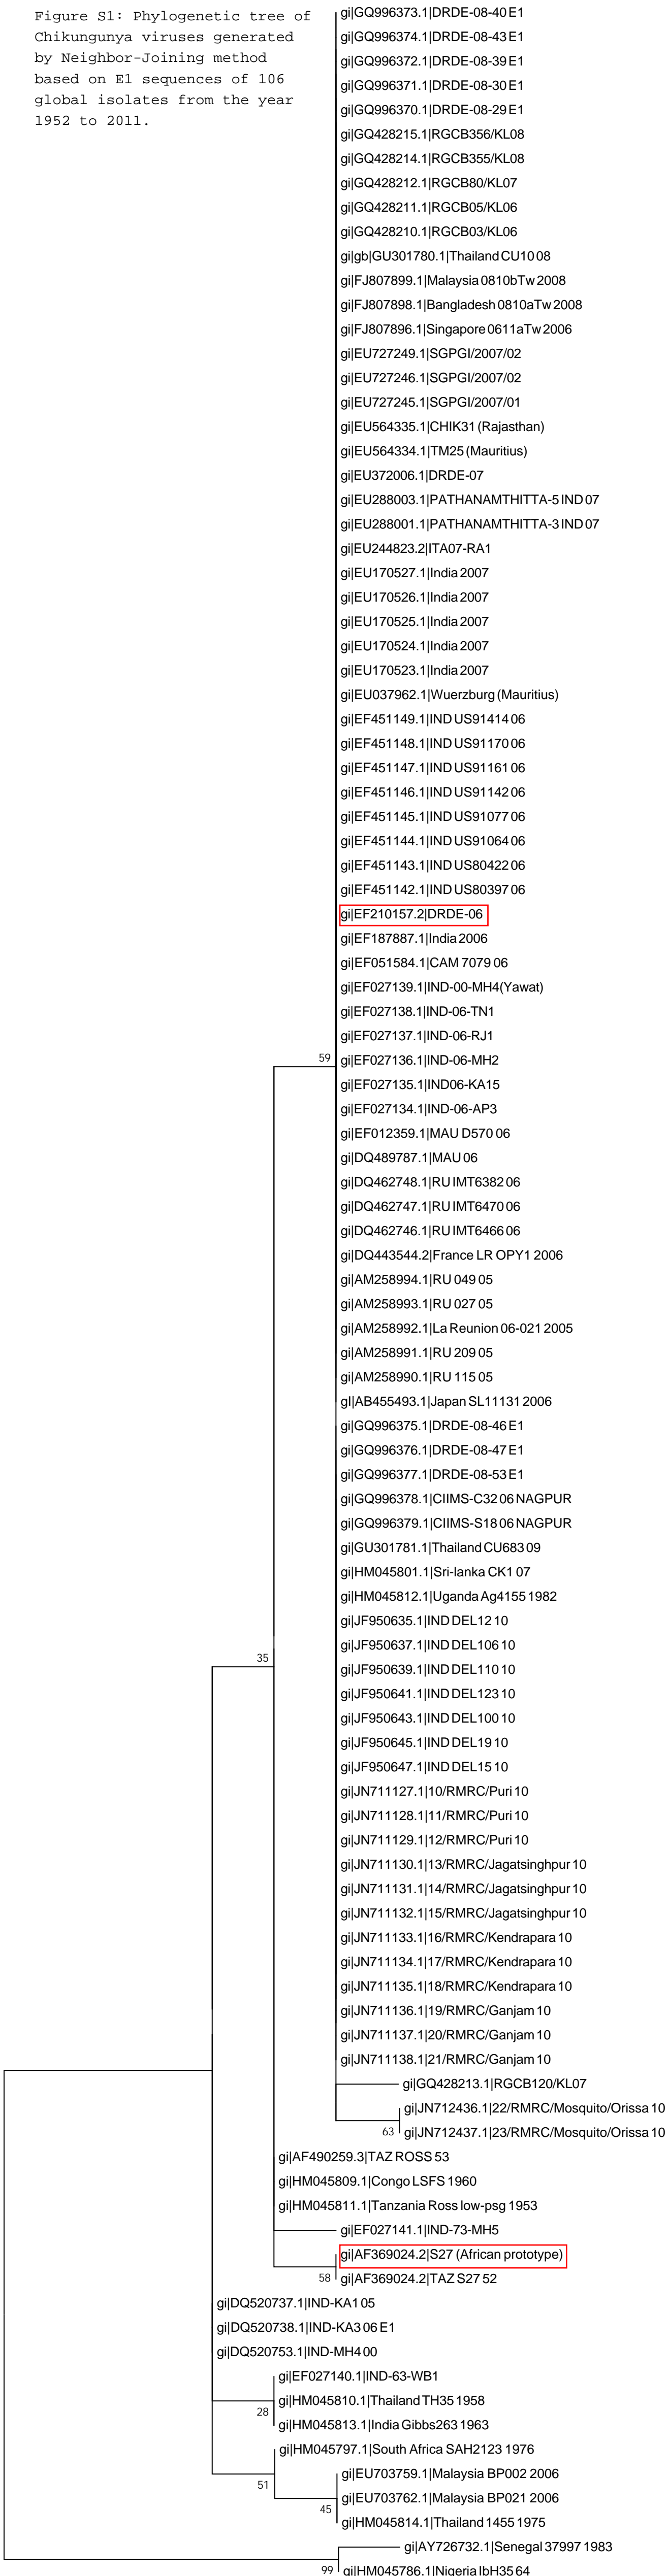 Figure S1: Phylogenetic tree of
Chikungunya viruses generated
by Neighbor-Joining method
based on E1 sequences of 106
global isolates from the year
1952 to 2011.
gi|GQ996373.1|DRDE-08-40 E1
gi|GQ996374.1|DRDE-08-43 E1
gi|GQ996372.1|DRDE-08-39 E1
gi|GQ996371.1|DRDE-08-30 E1
gi|GQ996370.1|DRDE-08-29 E1
gi|GQ428215.1|RGCB356/KL08
gi|GQ428214.1|RGCB355/KL08
gi|GQ428212.1|RGCB80/KL07
gi|GQ428211.1|RGCB05/KL06
gi|GQ428210.1|RGCB03/KL06
gi|gb|GU301780.1|Thailand CU10 08
gi|FJ807899.1|Malaysia 0810bTw 2008
gi|FJ807898.1|Bangladesh 0810aTw 2008
gi|FJ807896.1|Singapore 0611aTw 2006
gi|EU727249.1|SGPGI/2007/02
gi|EU727246.1|SGPGI/2007/02
gi|EU727245.1|SGPGI/2007/01
gi|EU564335.1|CHIK31 (Rajasthan)
gi|EU564334.1|TM25 (Mauritius)
gi|EU372006.1|DRDE-07
gi|EU288003.1|PATHANAMTHITTA-5 IND 07
gi|EU288001.1|PATHANAMTHITTA-3 IND 07
gi|EU244823.2|ITA07-RA1
gi|EU170527.1|India 2007
gi|EU170526.1|India 2007
gi|EU170525.1|India 2007
gi|EU170524.1|India 2007
gi|EU170523.1|India 2007
gi|EU037962.1|Wuerzburg (Mauritius)
gi|EF451149.1|IND US91414 06
gi|EF451148.1|IND US91170 06
gi|EF451147.1|IND US91161 06
gi|EF451146.1|IND US91142 06
gi|EF451145.1|IND US91077 06
gi|EF451144.1|IND US91064 06
gi|EF451143.1|IND US80422 06
gi|EF451142.1|IND US80397 06
gi|EF210157.2|DRDE-06
gi|EF187887.1|India 2006
gi|EF051584.1|CAM 7079 06
gi|EF027139.1|IND-00-MH4(Yawat)
gi|EF027138.1|IND-06-TN1
gi|EF027137.1|IND-06-RJ1
59
gi|EF027136.1|IND-06-MH2
gi|EF027135.1|IND06-KA15
gi|EF027134.1|IND-06-AP3
gi|EF012359.1|MAU D570 06
gi|DQ489787.1|MAU 06
gi|DQ462748.1|RU IMT6382 06
gi|DQ462747.1|RU IMT6470 06
gi|DQ462746.1|RU IMT6466 06
gi|DQ443544.2|France LR OPY1 2006
gi|AM258994.1|RU 049 05
gi|AM258993.1|RU 027 05
gi|AM258992.1|La Reunion 06-021 2005
gi|AM258991.1|RU 209 05
gi|AM258990.1|RU 115 05
gI|AB455493.1|Japan SL11131 2006
gi|GQ996375.1|DRDE-08-46 E1
gi|GQ996376.1|DRDE-08-47 E1
gi|GQ996377.1|DRDE-08-53 E1
gi|GQ996378.1|CIIMS-C32 06 NAGPUR
gi|GQ996379.1|CIIMS-S18 06 NAGPUR
gi|GU301781.1|Thailand CU683 09
gi|HM045801.1|Sri-lanka CK1 07
gi|HM045812.1|Uganda Ag4155 1982
gi|JF950635.1|IND DEL12 10
gi|JF950637.1|IND DEL106 10
35
gi|JF950639.1|IND DEL110 10
gi|JF950641.1|IND DEL123 10
gi|JF950643.1|IND DEL100 10
gi|JF950645.1|IND DEL19 10
gi|JF950647.1|IND DEL15 10
gi|JN711127.1|10/RMRC/Puri 10
gi|JN711128.1|11/RMRC/Puri 10
gi|JN711129.1|12/RMRC/Puri 10
gi|JN711130.1|13/RMRC/Jagatsinghpur 10
gi|JN711131.1|14/RMRC/Jagatsinghpur 10
gi|JN711132.1|15/RMRC/Jagatsinghpur 10
gi|JN711133.1|16/RMRC/Kendrapara 10
gi|JN711134.1|17/RMRC/Kendrapara 10
gi|JN711135.1|18/RMRC/Kendrapara 10
gi|JN711136.1|19/RMRC/Ganjam 10
gi|JN711137.1|20/RMRC/Ganjam 10
gi|JN711138.1|21/RMRC/Ganjam 10
gi|GQ428213.1|RGCB120/KL07
gi|JN712436.1|22/RMRC/Mosquito/Orissa 10
63
gi|JN712437.1|23/RMRC/Mosquito/Orissa 10
gi|AF490259.3|TAZ ROSS 53
gi|HM045809.1|Congo LSFS 1960
gi|HM045811.1|Tanzania Ross low-psg 1953
gi|EF027141.1|IND-73-MH5
gi|AF369024.2|S27 (African prototype)
58
gi|AF369024.2|TAZ S27 52
gi|DQ520737.1|IND-KA1 05
gi|DQ520738.1|IND-KA3 06 E1
gi|DQ520753.1|IND-MH4 00
gi|EF027140.1|IND-63-WB1
gi|HM045810.1|Thailand TH35 1958
28
gi|HM045813.1|India Gibbs263 1963
gi|HM045797.1|South Africa SAH2123 1976
gi|EU703759.1|Malaysia BP002 2006
51
gi|EU703762.1|Malaysia BP021 2006
45
gi|HM045814.1|Thailand 1455 1975
gi|AY726732.1|Senegal 37997 1983
99
gi|HM045786.1|Nigeria IbH35 64